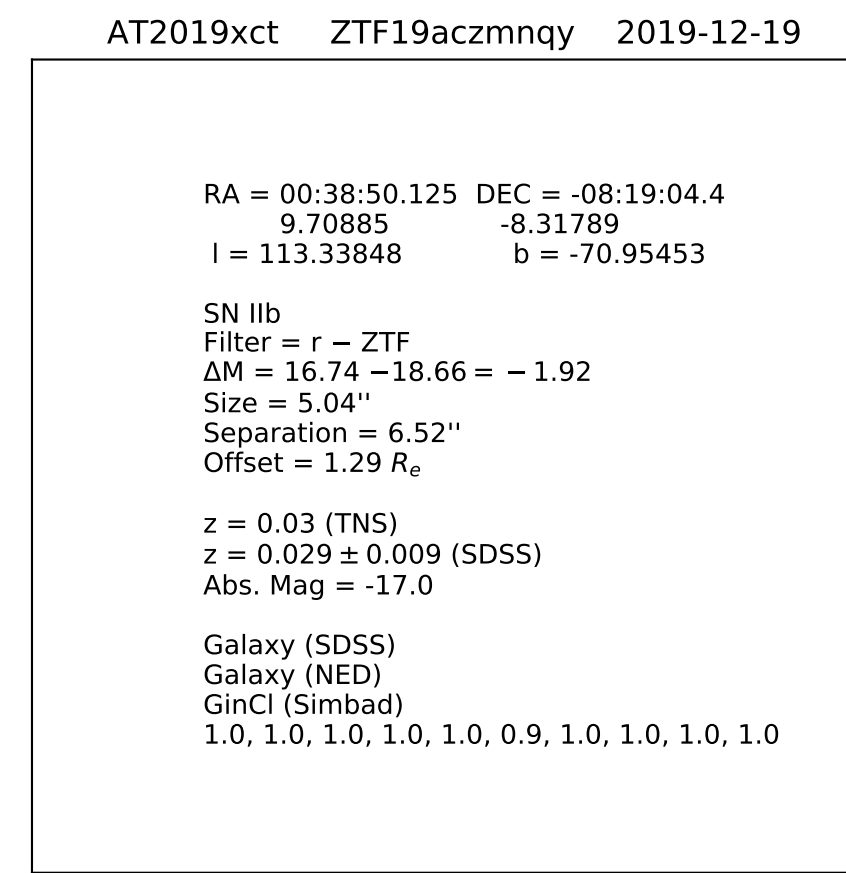 AT2019xct ZTF19aczmnqy 2019-12-19
RA = 00:38:50.125 DEC = -08:19:04.4
9.70885 -8.31789
l = 113.33848 b = -70.95453
SN IIb
Filter = r − ZTF
ΔM = 16.74 −18.66 = − 1.92
Size = 5.04''
Separation = 6.52''
Offset = 1.29 Re
z = 0.03 (TNS)
z = 0.029 ± 0.009 (SDSS)
Abs. Mag = -17.0
Galaxy (SDSS)
Galaxy (NED)
GinCl (Simbad)
1.0, 1.0, 1.0, 1.0, 1.0, 0.9, 1.0, 1.0, 1.0, 1.0